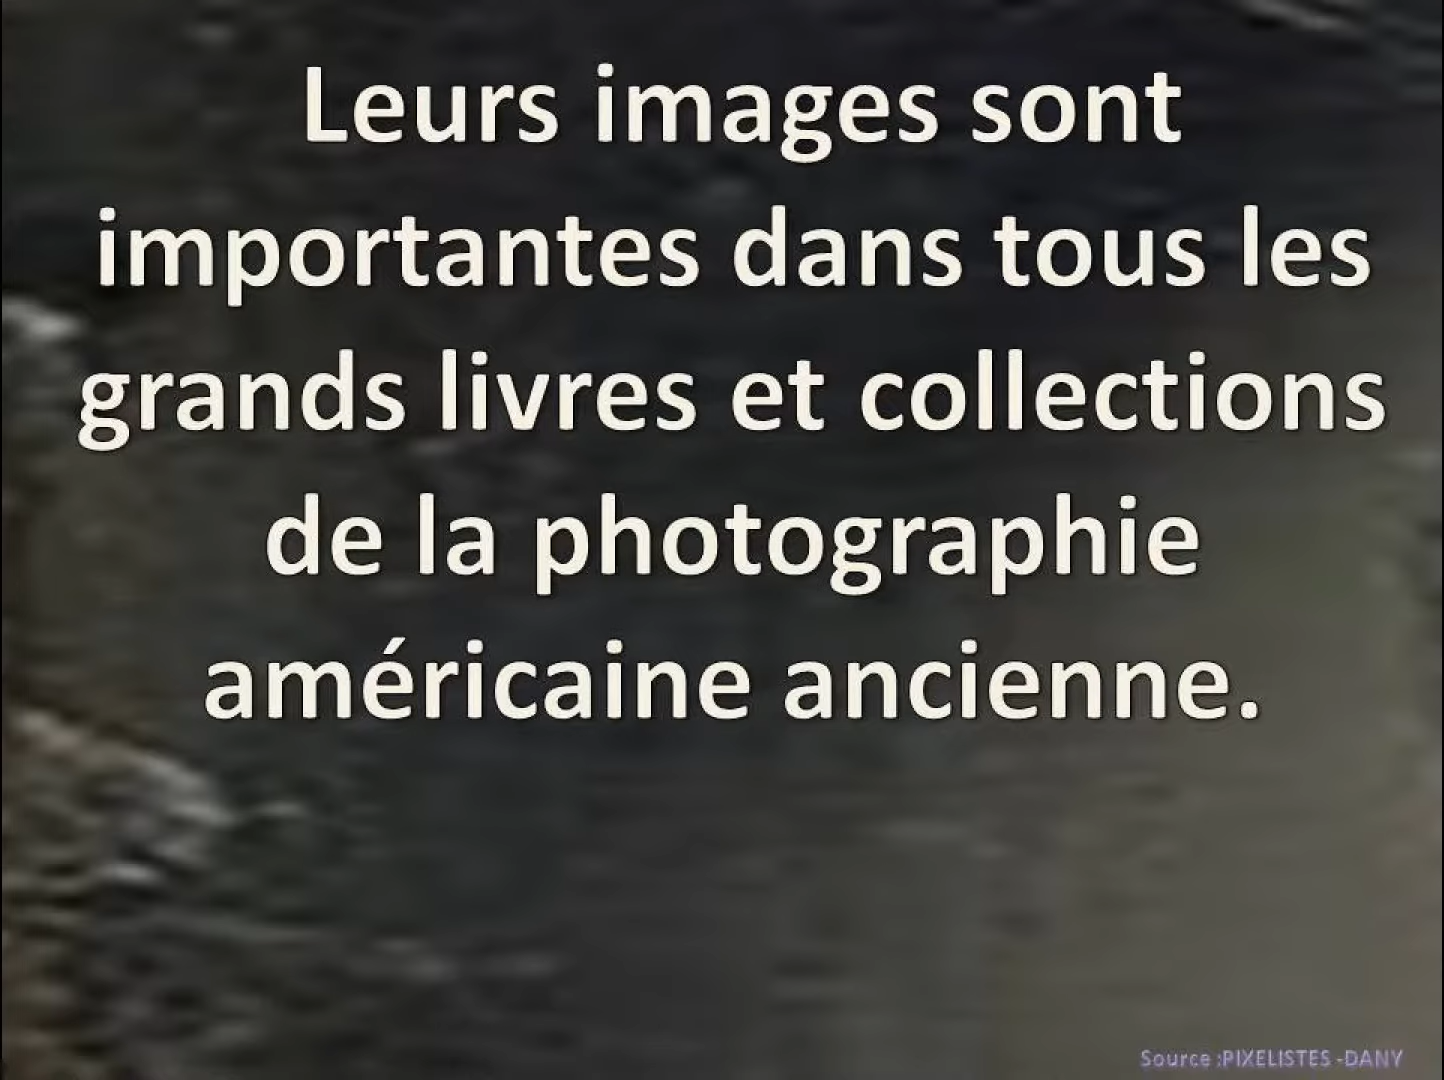 Leurs images sont
importantes dans tous les
grands livres et collections
de la photographie
américaine ancienne.
Source :PIXELISTES -DANY